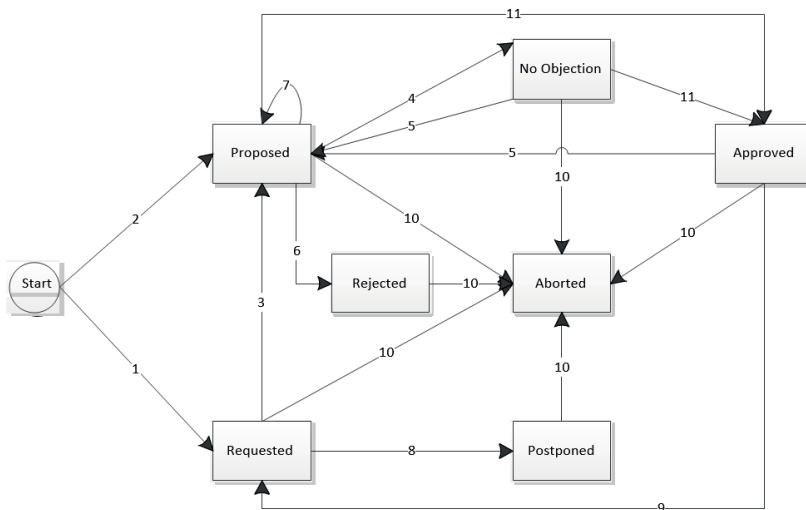 11
No Objection
7
4
11
5
Proposed
5
Approved
10
2
10
10
6
Start
Rejected
10
Aborted
3
10
1
10
Requested
8
Postponed
9